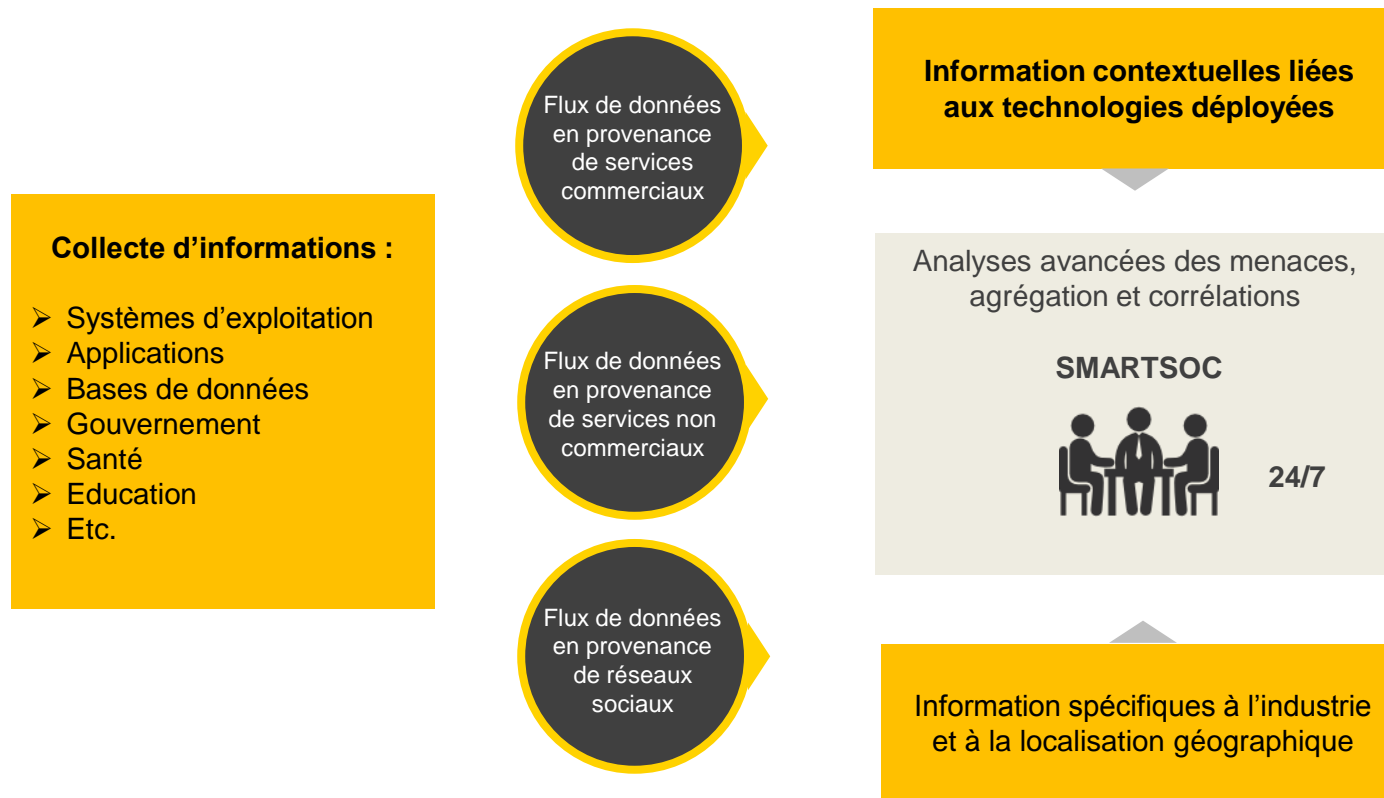 Collecte d’informations :
➢ Systèmes d’exploitation
➢ Applications
➢ Bases de données
➢ Gouvernement
➢ Santé
➢ Education
➢ Etc.
Flux de données
en provenance
de services
commerciaux
Flux de données
en provenance
de services non
commerciaux
Flux de données
en provenance
de réseaux
sociaux
Information contextuelles liées
aux technologies déployées
Analyses avancées des menaces,
agrégation et corrélations
SMARTSOC
24/7
Information spécifiques à l’industrie
et à la localisation géographique